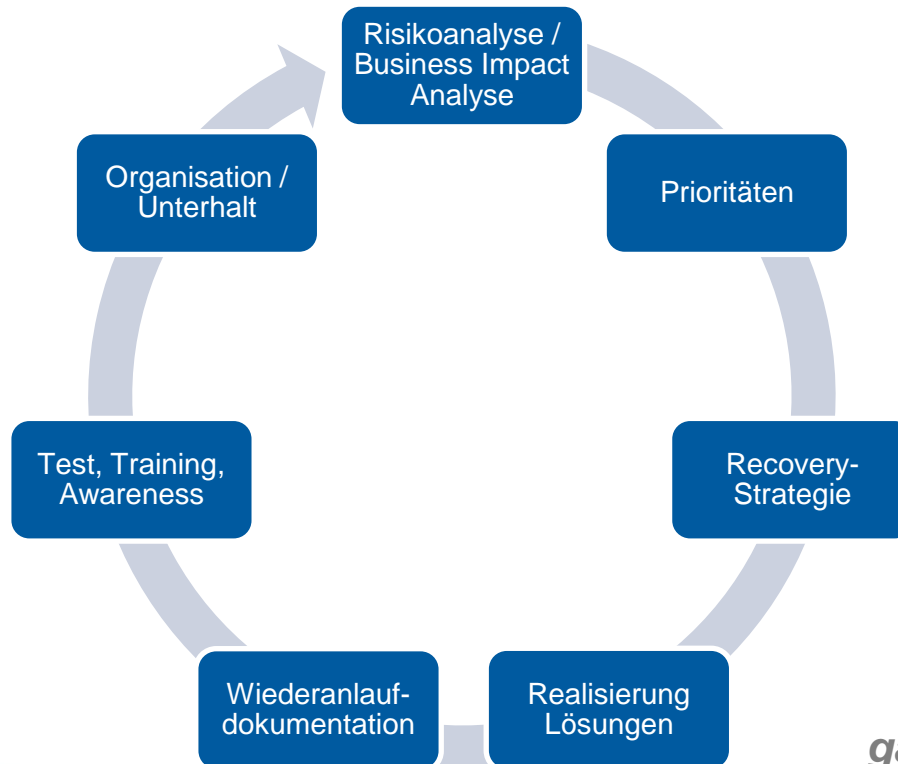 Risikoanalyse /
Business Impact
Analyse
Prioritäten
Recovery-
Strategie
Realisierung
Lösungen
Wiederanlauf-
dokumentation
Test, Training,
Awareness
Organisation /
Unterhalt